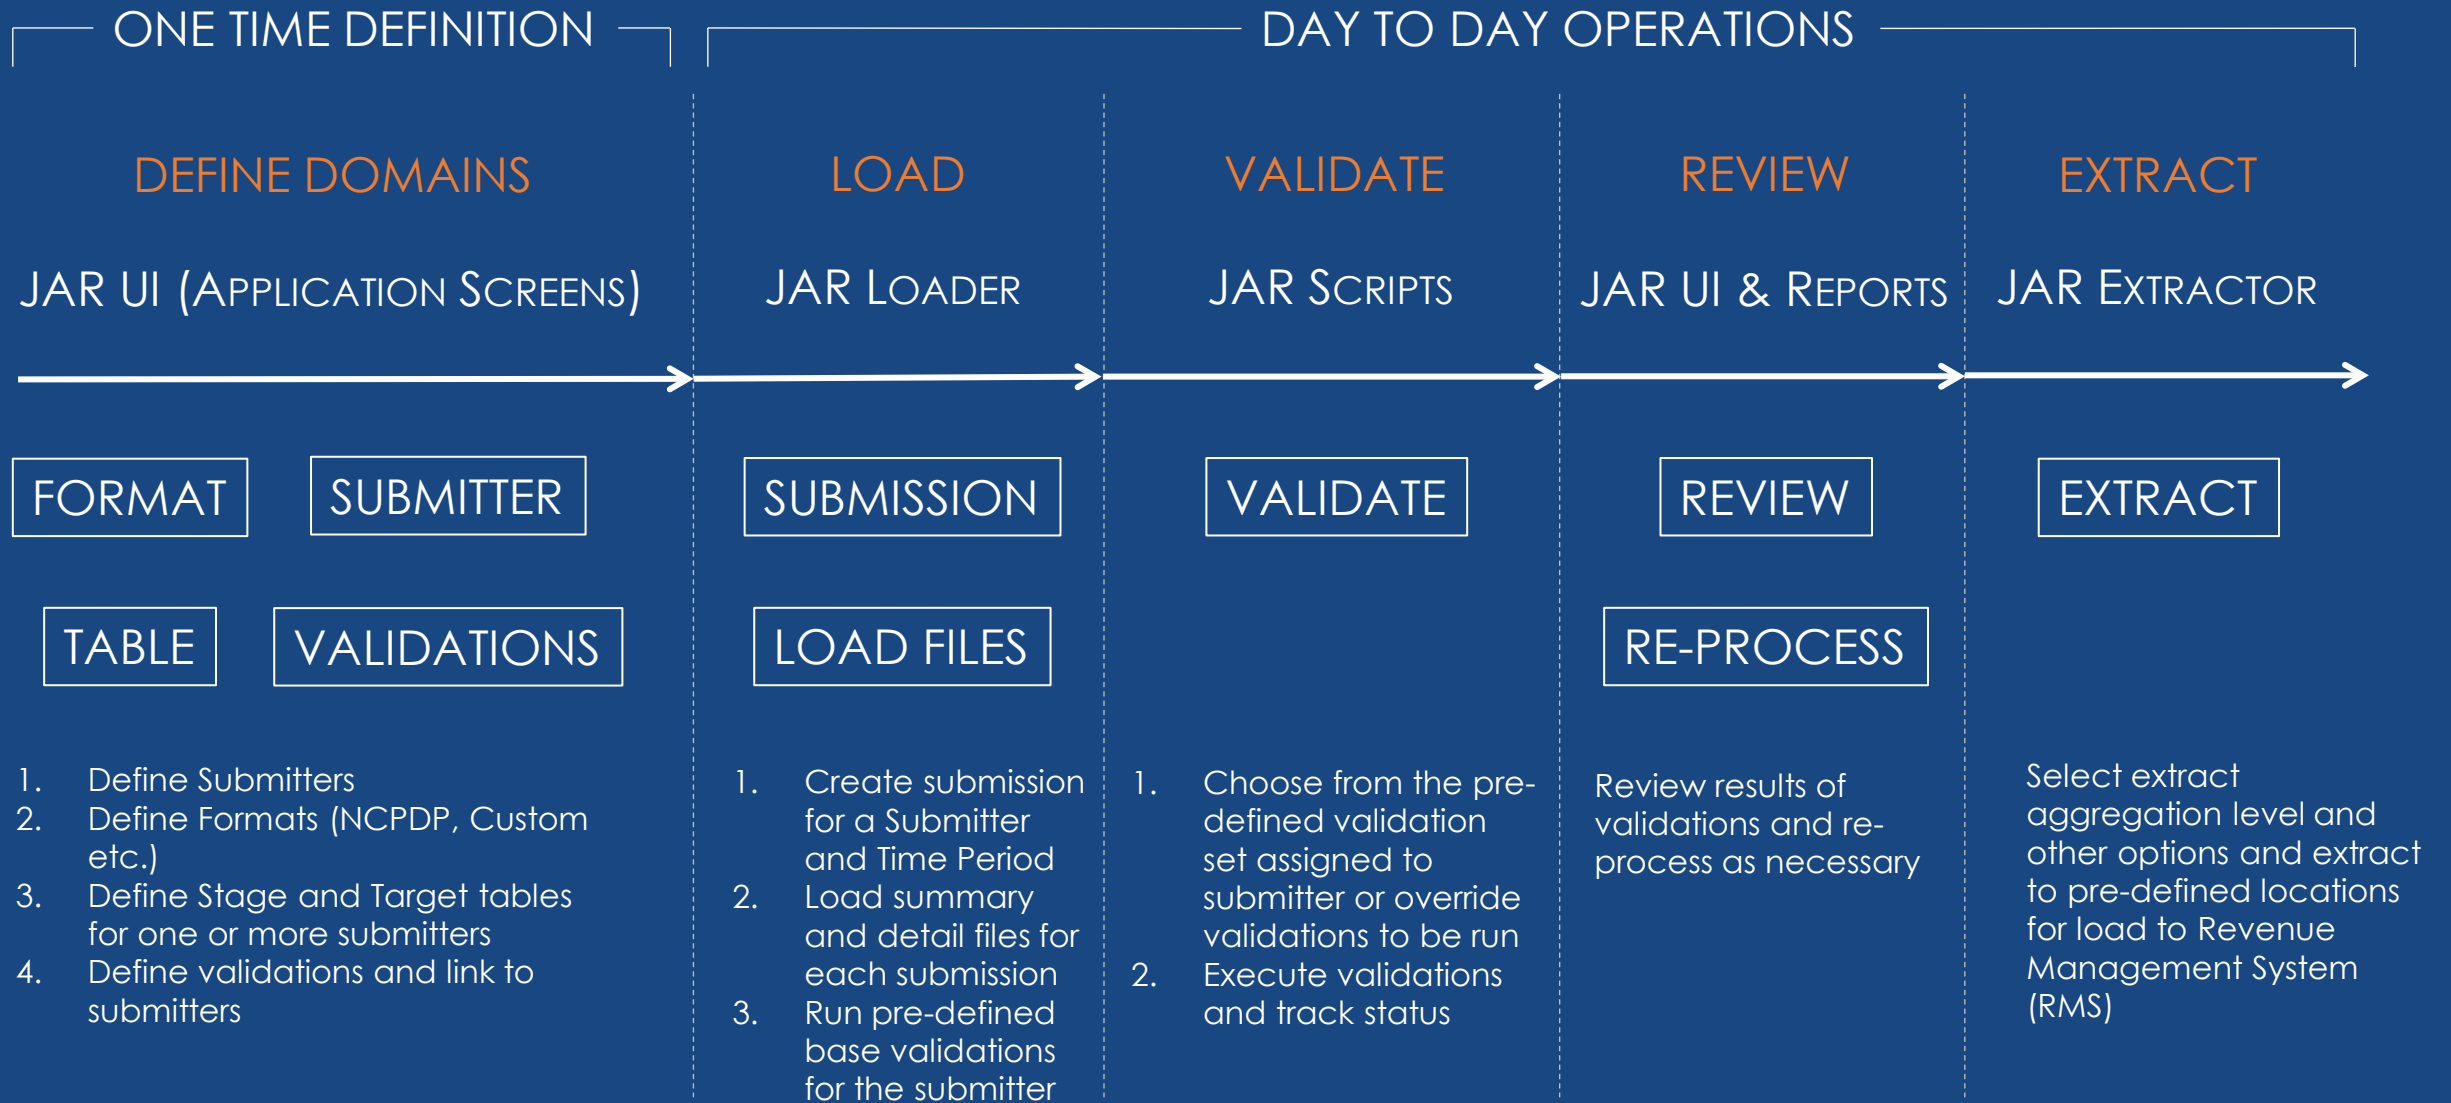 ONE TIME DEFINITION
DAY TO DAY OPERATIONS
DEFINE DOMAINS
LOAD
VALIDATE
REVIEW
EXTRACT
JAR UI (APPLICATION SCREENS)
JAR LOADER
JAR SCRIPTS
JAR UI & REPORTS
JAR EXTRACTOR
FORMAT
SUBMITTER
SUBMISSION
VALIDATE
REVIEW
EXTRACT
TABLE
VALIDATIONS
LOAD FILES
RE-PROCESS
1. Define Submitters
2. Define Formats (NCPDP, Custom
etc.)
3. Define Stage and Target tables
for one or more submitters
4. Define validations and link to
submitters
1. Create submission
for a Submitter
and Time Period
2. Load summary
and detail files for
each submission
3. Run pre-defined
base validations
for the submitter
1. Choose from the pre-
defined validation
set assigned to
submitter or override
validations to be run
2. Execute validations
and track status
Review results of
validations and re-
process as necessary
Select extract
aggregation level and
other options and extract
to pre-defined locations
for load to Revenue
Management System
(RMS)